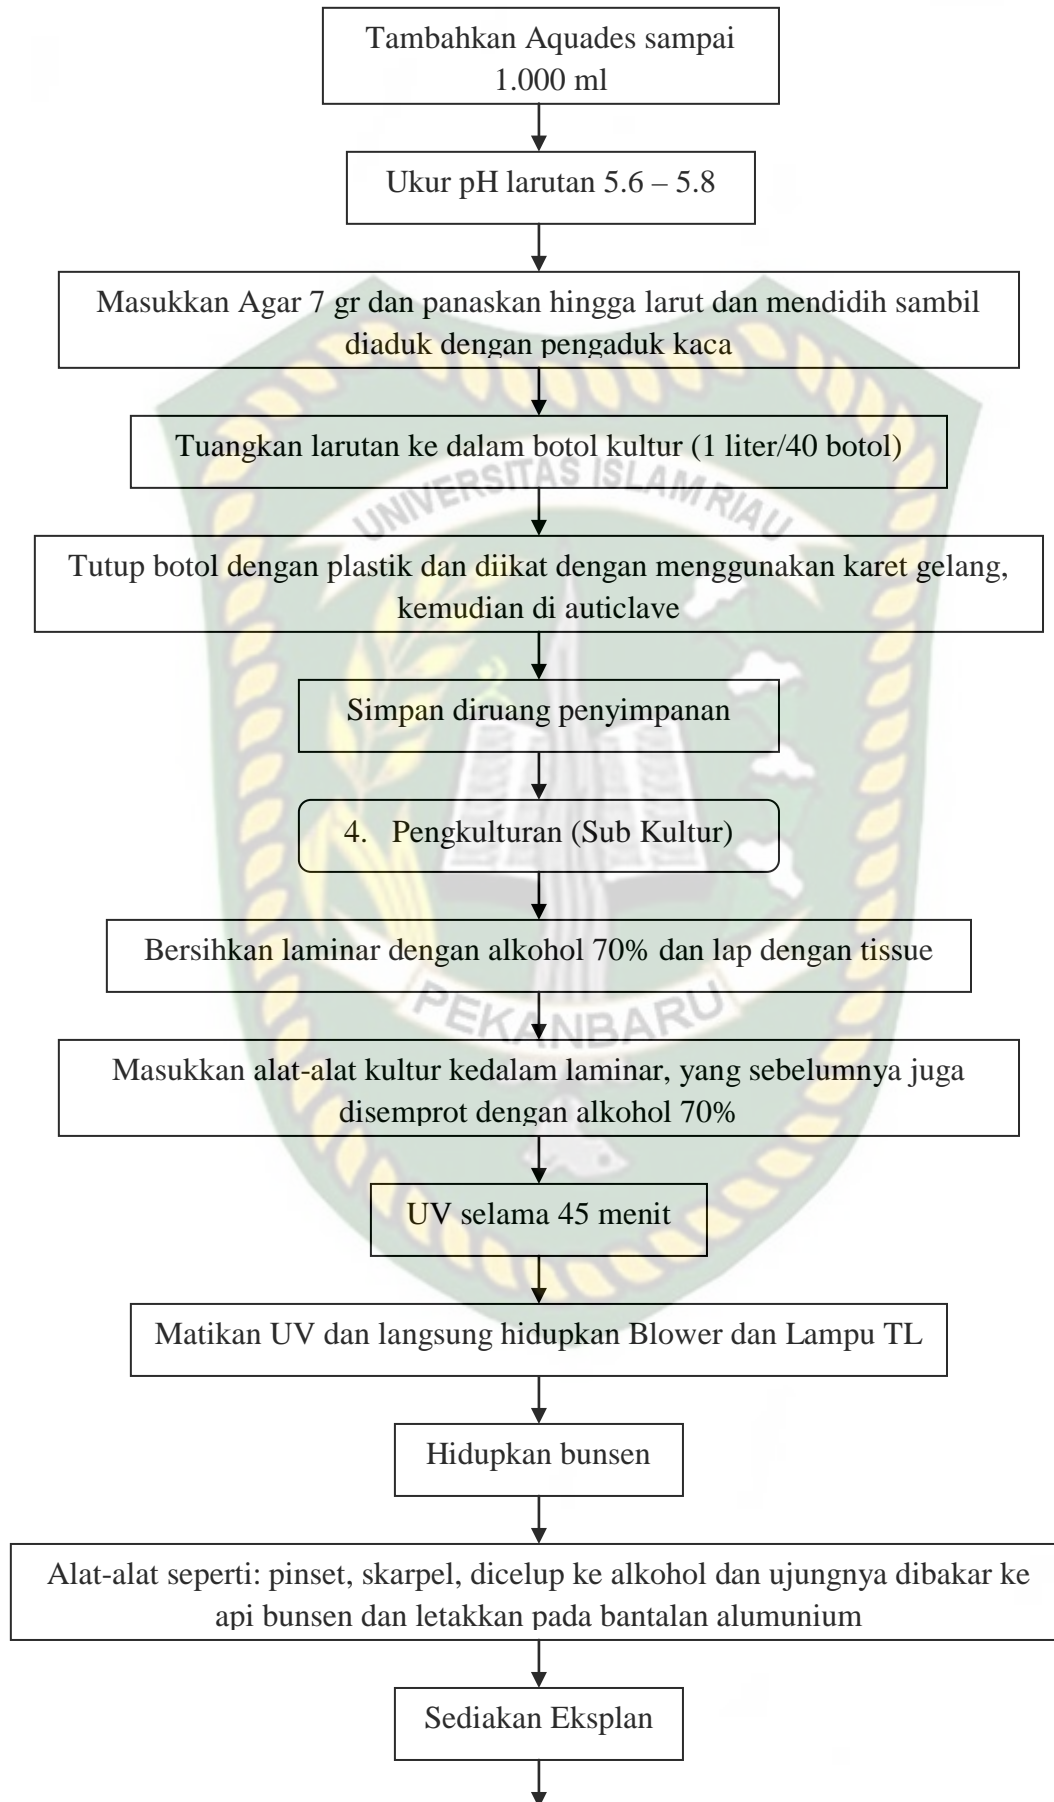 Tambahkan Aquades sampai
1.000 ml
Ukur pH larutan 5.6 – 5.8
Masukkan Agar 7 gr dan panaskan hingga larut dan mendidih sambil
diaduk dengan pengaduk kaca
Tuangkan larutan ke dalam botol kultur (1 liter/40 botol)
UNIVERSITAS ISLAM RIAU
Tutup botol dengan plastik dan diikat dengan menggunakan karet gelang,
kemudian di auticlave
Simpan diruang penyimpanan
4. Pengkulturan (Sub Kultur)
Bersihkan laminar dengan alkohol 70% dan lap dengan tissue
PEKANBARU
Masukkan alat-alat kultur kedalam laminar, yang sebelumnya juga
disemprot dengan alkohol 70%
UV selama 45 menit
Matikan UV dan langsung hidupkan Blower dan Lampu TL
Hidupkan bunsen
Alat-alat seperti: pinset, skarpel, dicelup ke alkohol dan ujungnya dibakar ke
api bunsen dan letakkan pada bantalan alumunium
Sediakan Eksplan